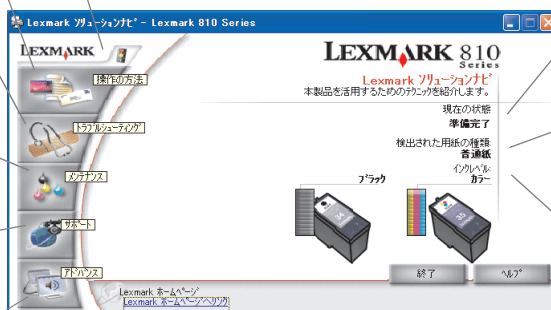 Lexmark ソリューションナビ - Lexmark 810 Series
LEXMARK
LEXMARK 810
Series
Lexmark ソリューションナビ
本製品を活用するためのテクニックを紹介します。
操作の方法
現在の状態
準備完了
トラブルシューティング
検出された用紙の種類:
普通紙
インクレベル:
メンテナンス
ブラック
カラー
34
35
サポート
アドバンス
終了
ヘルプ
Lexmark ホームページ
Lexmark ホームページへリンク